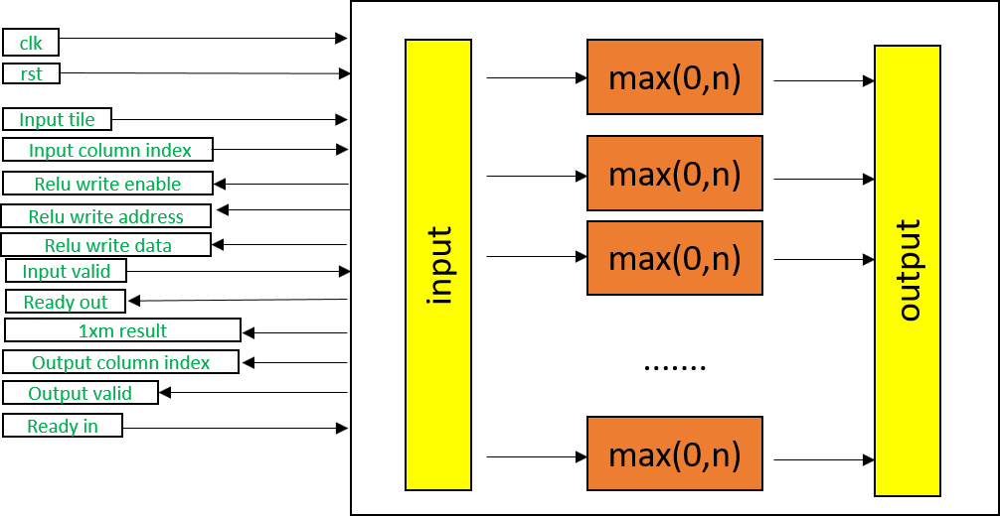 clk
rst
Input tile
Input column index
Relu write enable
Relu write address
Relu write data
Input valid
Ready out
1xm result
Output column index
Output valid
Ready in
input
max(0,n)
max(0,n)
max(0,n)
.......
max(0,n)
output